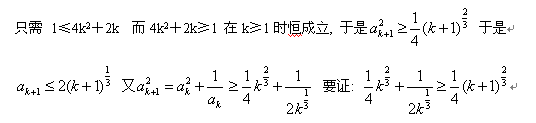 只需 1≤4k²+2k 而 4k²+2k≥1 在 k≥1 时恒成立, 于是 $a_{k+1}^{2} \geq \frac{1}{4}(k+1)^{\frac{2}{3}}$ 于是
$a_{k+1} \leq 2(k+1)^{\frac{1}{3}}$ 又 $a_{k+1}^{2} = a_{k}^{2} + \frac{1}{a_{k}} \geq \frac{1}{4}k^{\frac{2}{3}} + \frac{1}{2k^{\frac{1}{3}}}$ 要证: $\frac{1}{4}k^{\frac{2}{3}} + \frac{1}{2k^{\frac{1}{3}}} \geq \frac{1}{4}(k+1)^{\frac{2}{3}}$